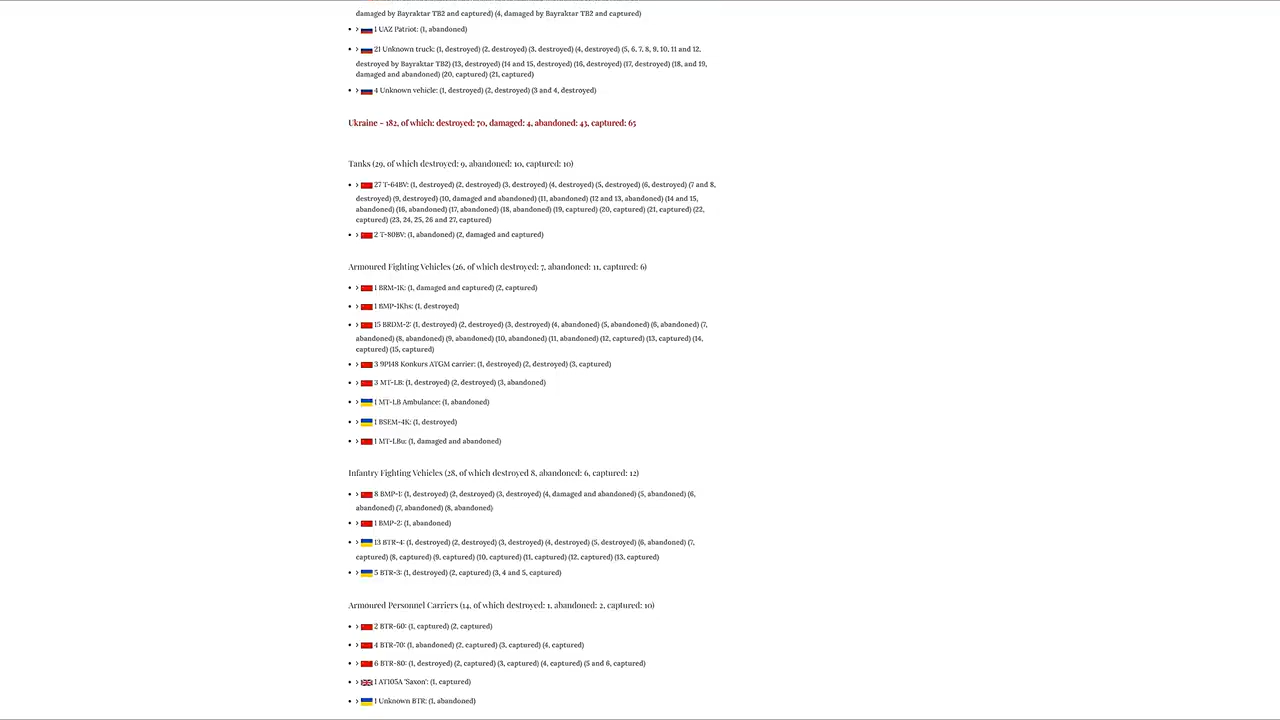 damaged by Bayraktar TB2 and captured) (4, damaged by Bayraktar TB2 and captured)
1 UAZ Patriot: (1, abandoned)
21 Unknown truck: (1, destroyed) (2, destroyed) (3, destroyed) (4, destroyed) (5, 6, 7, 8, 9, 10, 11 and 12,
destroyed by Bayraktar TB2) (13, destroyed) (14 and 15, destroyed) (16, destroyed) (17, destroyed) (18, and 19,
damaged and abandoned) (20, captured) (21, captured)
4 Unknown vehicle: (1, destroyed) (2, destroyed) (3 and 4, destroyed)
Ukraine - 182, of which: destroyed: 70, damaged: 4, abandoned: 43, captured: 65
Tanks (29, of which destroyed: 9, abandoned: 10, captured: 10)
27 T-64BV: (1, destroyed) (2, destroyed) (3, destroyed) (4, destroyed) (5, destroyed) (6, destroyed) (7 and 8,
destroyed) (9, destroyed) (10, damaged and abandoned) (11, abandoned) (12 and 13, abandoned) (14 and 15,
abandoned) (16, abandoned) (17, abandoned) (18, abandoned) (19, captured) (20, captured) (21, captured) (22,
captured) (23, 24, 25, 26 and 27, captured)
2 T-80BV: (1, abandoned) (2, damaged and captured)
Armoured Fighting Vehicles (26, of which destroyed: 7, abandoned: 11, captured: 6)
1 BRM-1K: (1, damaged and captured) (2, captured)
1 BMP-1Khs: (1, destroyed)
15 BRDM-2: (1, destroyed) (2, destroyed) (3, destroyed) (4, abandoned) (5, abandoned) (6, abandoned) (7,
abandoned) (8, abandoned) (9, abandoned) (10, abandoned) (11, abandoned) (12, captured) (13, captured) (14,
captured) (15, captured)
3 9P148 Konkurs ATGM carrier: (1, destroyed) (2, destroyed) (3, captured)
3 MT-LB: (1, destroyed) (2, destroyed) (3, abandoned)
1 MT-LB Ambulance: (1, abandoned)
1 BSEM-4K: (1, destroyed)
1 MT-LBu: (1, damaged and abandoned)
Infantry Fighting Vehicles (28, of which destroyed 8, abandoned: 6, captured: 12)
8 BMP-1: (1, destroyed) (2, destroyed) (3, destroyed) (4, damaged and abandoned) (5, abandoned) (6,
abandoned) (7, abandoned) (8, abandoned)
1 BMP-2: (1, abandoned)
13 BTR-4: (1, destroyed) (2, destroyed) (3, destroyed) (4, destroyed) (5, destroyed) (6, abandoned) (7,
captured) (8, captured) (9, captured) (10, captured) (11, captured) (12, captured) (13, captured)
5 BTR-3: (1, destroyed) (2, captured) (3, 4 and 5, captured)
Armoured Personnel Carriers (14, of which destroyed: 1, abandoned: 2, captured: 10)
2 BTR-60: (1, captured) (2, captured)
4 BTR-70: (1, abandoned) (2, captured) (3, captured) (4, captured)
6 BTR-80: (1, destroyed) (2, captured) (3, captured) (4, captured) (5 and 6, captured)
1 AT105A 'Saxon': (1, captured)
1 Unknown BTR: (1, abandoned)